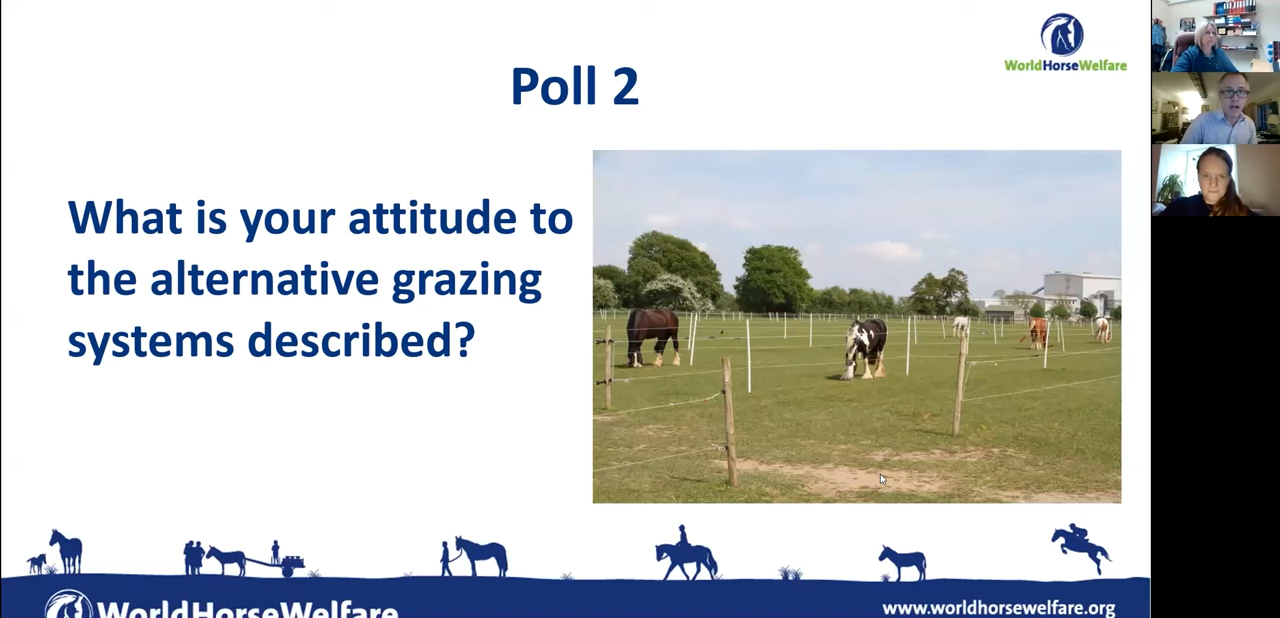 WorldHorseWelfare
Poll 2
What is your attitude to
the alternative grazing
systems described?
WorldHorseWelfare
www.worldhorsewelfare.org